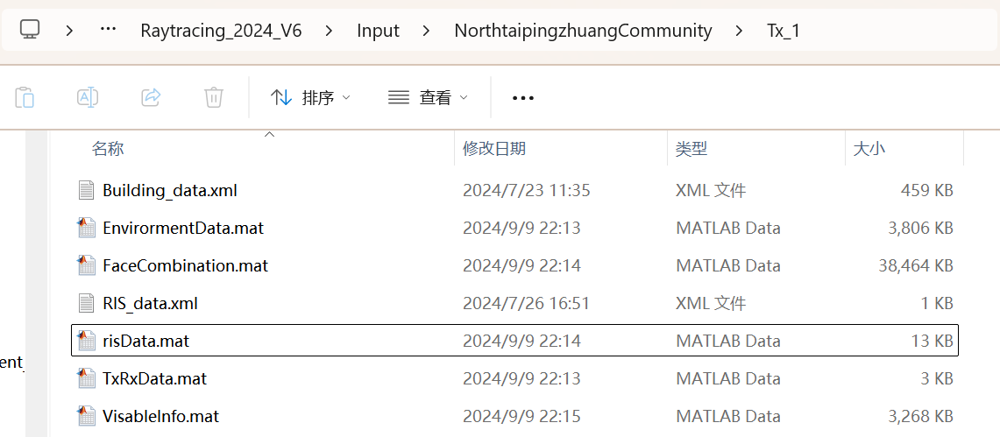 ··· Raytracing_2024_V6 Input NorthtaipingzhuangCommunity Tx_1
排序 查看 ···
名称 修改日期 类型 大小
Building_data.xml 2024/7/23 11:35 XML 文件 459 KB
EnvirormentData.mat 2024/9/9 22:13 MATLAB Data 3,806 KB
FaceCombination.mat 2024/9/9 22:14 MATLAB Data 38,464 KB
RIS_data.xml 2024/7/26 16:51 XML 文件 1 KB
risData.mat 2024/9/9 22:14 MATLAB Data 13 KB
ent_
TxRxData.mat 2024/9/9 22:13 MATLAB Data 3 KB
VisableInfo.mat 2024/9/9 22:15 MATLAB Data 3,268 KB